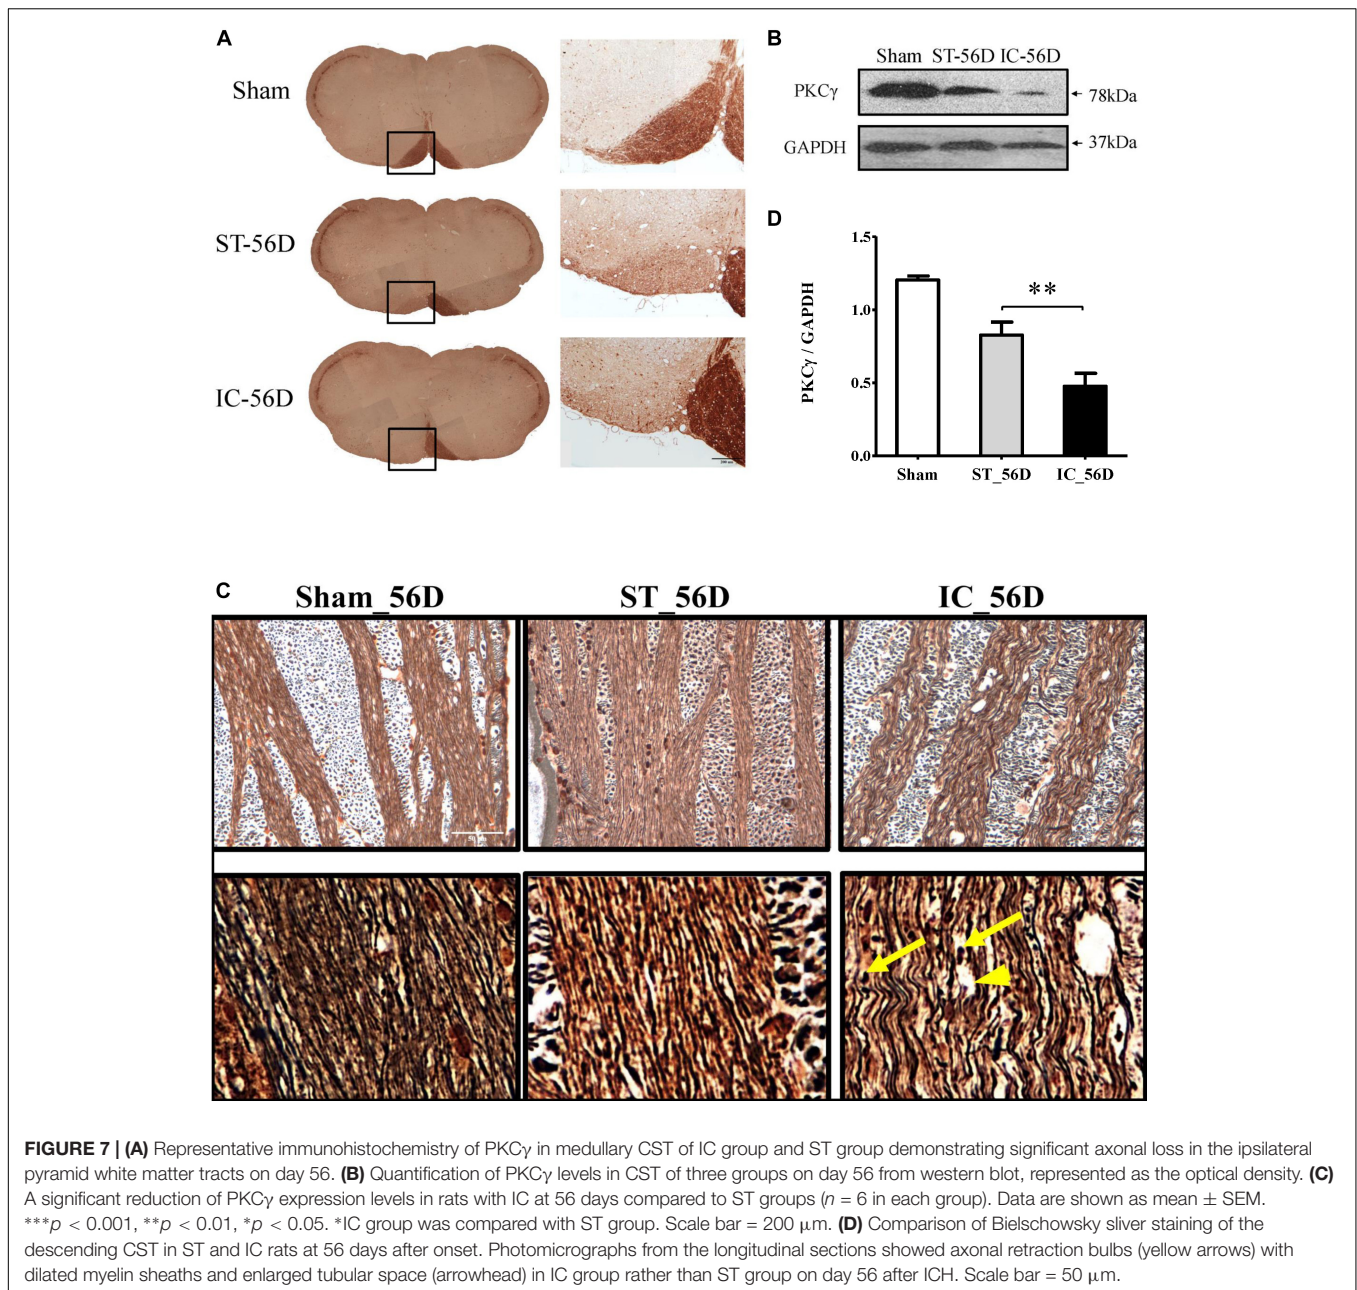 A
Sham
ST-56D
IC-56D
200 um
B
Sham ST-56D IC-56D
PKCγ
78kDa
GAPDH
37kDa
D
PKCγ / GAPDH
1.5
1.0
0.5
0.0
**
Sham ST_56D IC_56D
C
Sham_56D ST_56D IC_56D
50 um
FIGURE 7 | (A) Representative immunohistochemistry of PKCγ in medullary CST of IC group and ST group demonstrating significant axonal loss in the ipsilateral
pyramid white matter tracts on day 56. (B) Quantification of PKCγ levels in CST of three groups on day 56 from western blot, represented as the optical density. (C)
A significant reduction of PKCγ expression levels in rats with IC at 56 days compared to ST groups (n = 6 in each group). Data are shown as mean ± SEM.
***p < 0.001, **p < 0.01, *p < 0.05. *IC group was compared with ST group. Scale bar = 200 μm. (D) Comparison of Bielschowsky sliver staining of the
descending CST in ST and IC rats at 56 days after onset. Photomicrographs from the longitudinal sections showed axonal retraction bulbs (yellow arrows) with
dilated myelin sheaths and enlarged tubular space (arrowhead) in IC group rather than ST group on day 56 after ICH. Scale bar = 50 μm.